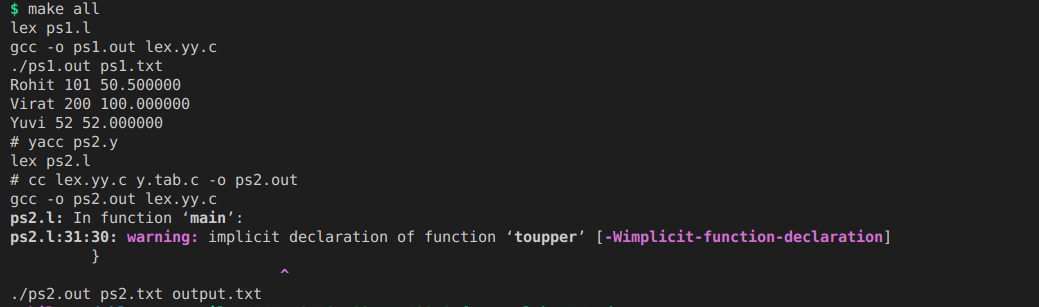 $ make all
lex ps1.l
gcc -o ps1.out lex.yy.c
./ps1.out ps1.txt
Rohit 101 50.500000
Virat 200 100.000000
Yuvi 52 52.000000
# yacc ps2.y
lex ps2.l
# cc lex.yy.c y.tab.c -o ps2.out
gcc -o ps2.out lex.yy.c
ps2.l: In function ‘main’:
ps2.l:31:30: warning: implicit declaration of function ‘toupper’ [-Wimplicit-function-declaration]
}
^
./ps2.out ps2.txt output.txt